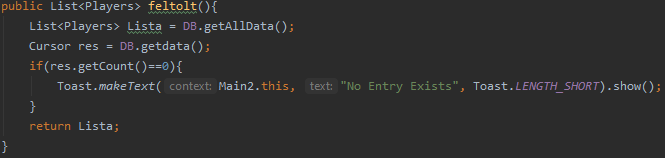 public List<Players> feltolt(){
List<Players> Lista = DB.getAllData();
Cursor res = DB.getdata();
if(res.getCount()==0){
Toast.makeText( context: Main2.this, text: "No Entry Exists", Toast.LENGTH_SHORT).show();
}
return Lista;
}